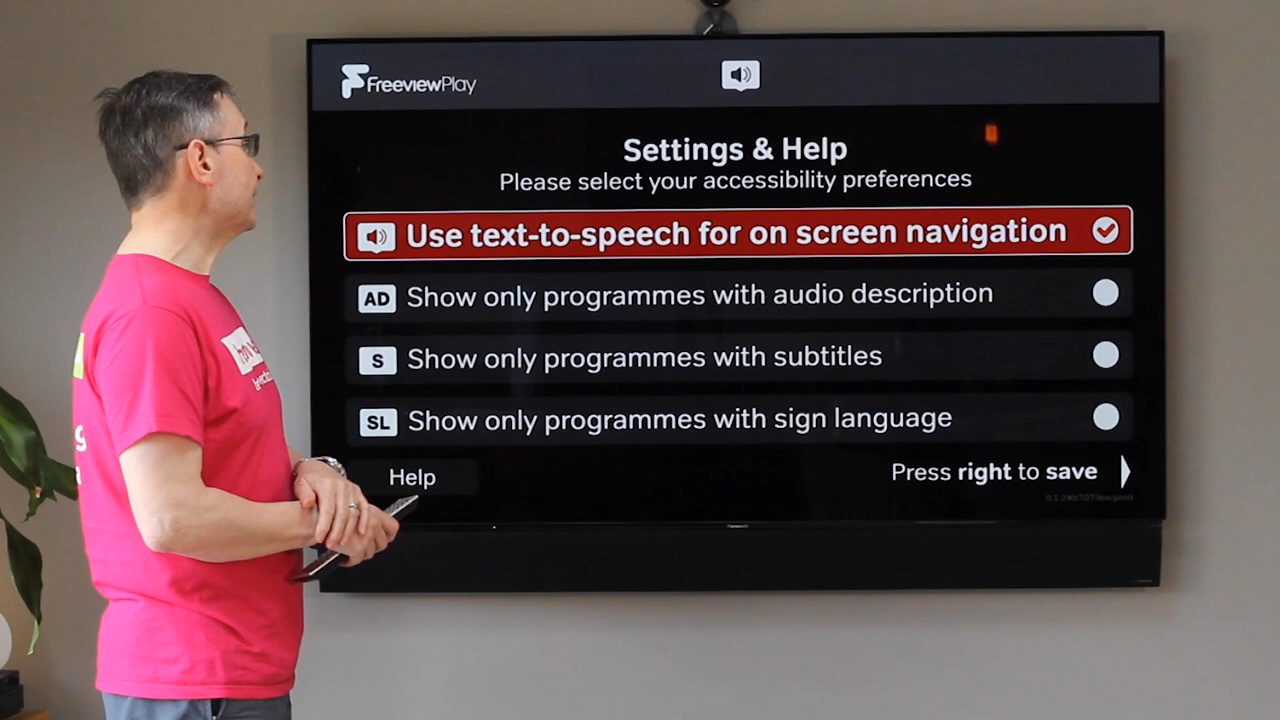 FreeviewPlay
Settings & Help
Please select your accessibility preferences
Use text-to-speech for on screen navigation
AD Show only programmes with audio description
S Show only programmes with subtitles
SL Show only programmes with sign language
Help
Press right to save
Panasonic